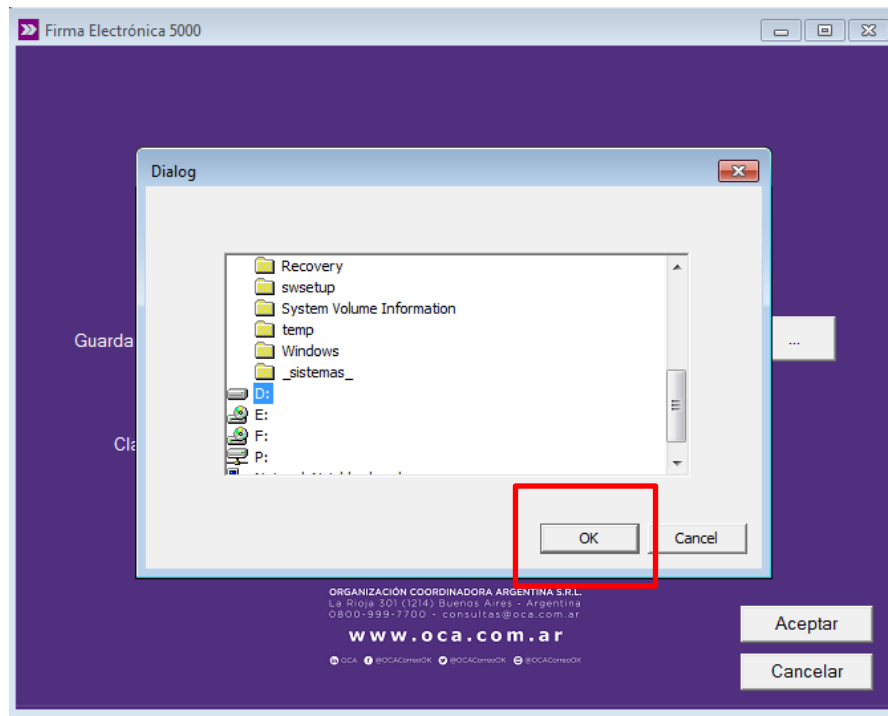 Firma Electrónica 5000
Dialog
Recovery
swsetup
System Volume Information
temp
Windows
_sistemas_
D:
E:
F:
P:
Guarda
...
Cla
OK
Cancel
ORGANIZACIÓN COORDINADORA ARGENTINA S.R.L.
La Rioja 301 (1214) Buenos Aires - Argentina
0800-999-7700 - consultas@oca.com.ar
www.oca.com.ar
OCA @OCACorreoOK @OCACorreoOK @OCACorreoOK
Aceptar
Cancelar